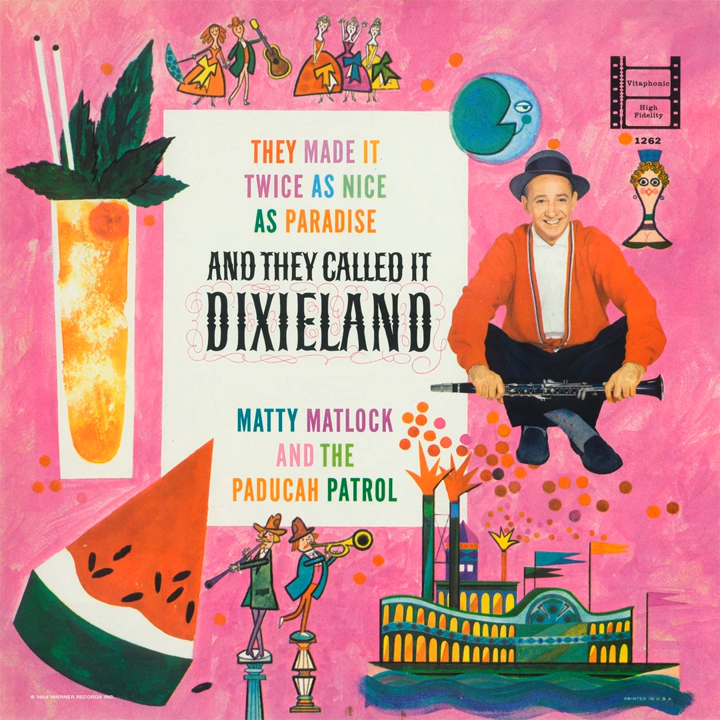 Vitaphonic
High
Fidelity
1262
THEY MADE IT
TWICE AS NICE
AS PARADISE
AND THEY CALLED IT
DIXIELAND
MATTY MATLOCK
AND THE
PADUCAH PATROL
© 1958 WARNER RECORDS INC.
PRINTED IN U.S.A.